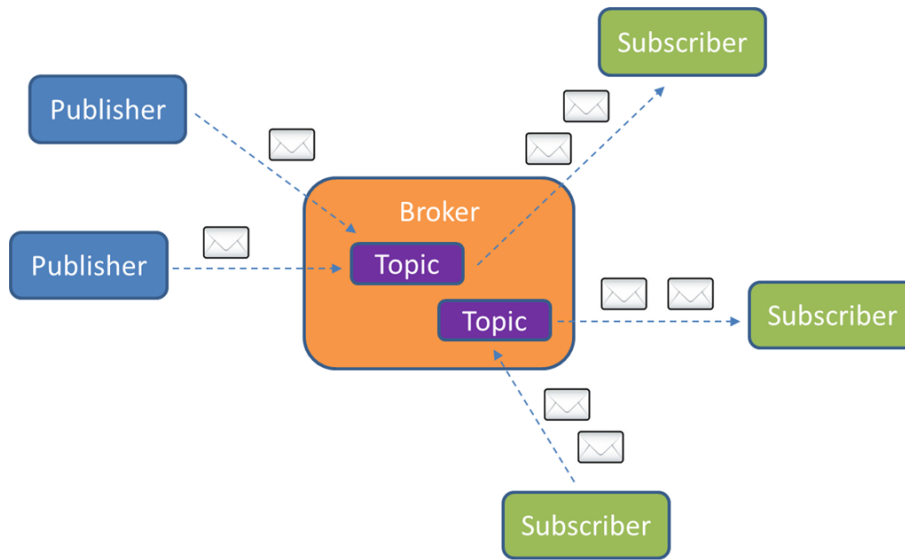 Subscriber
Publisher
Broker
Publisher
Topic
Topic
Subscriber
Subscriber